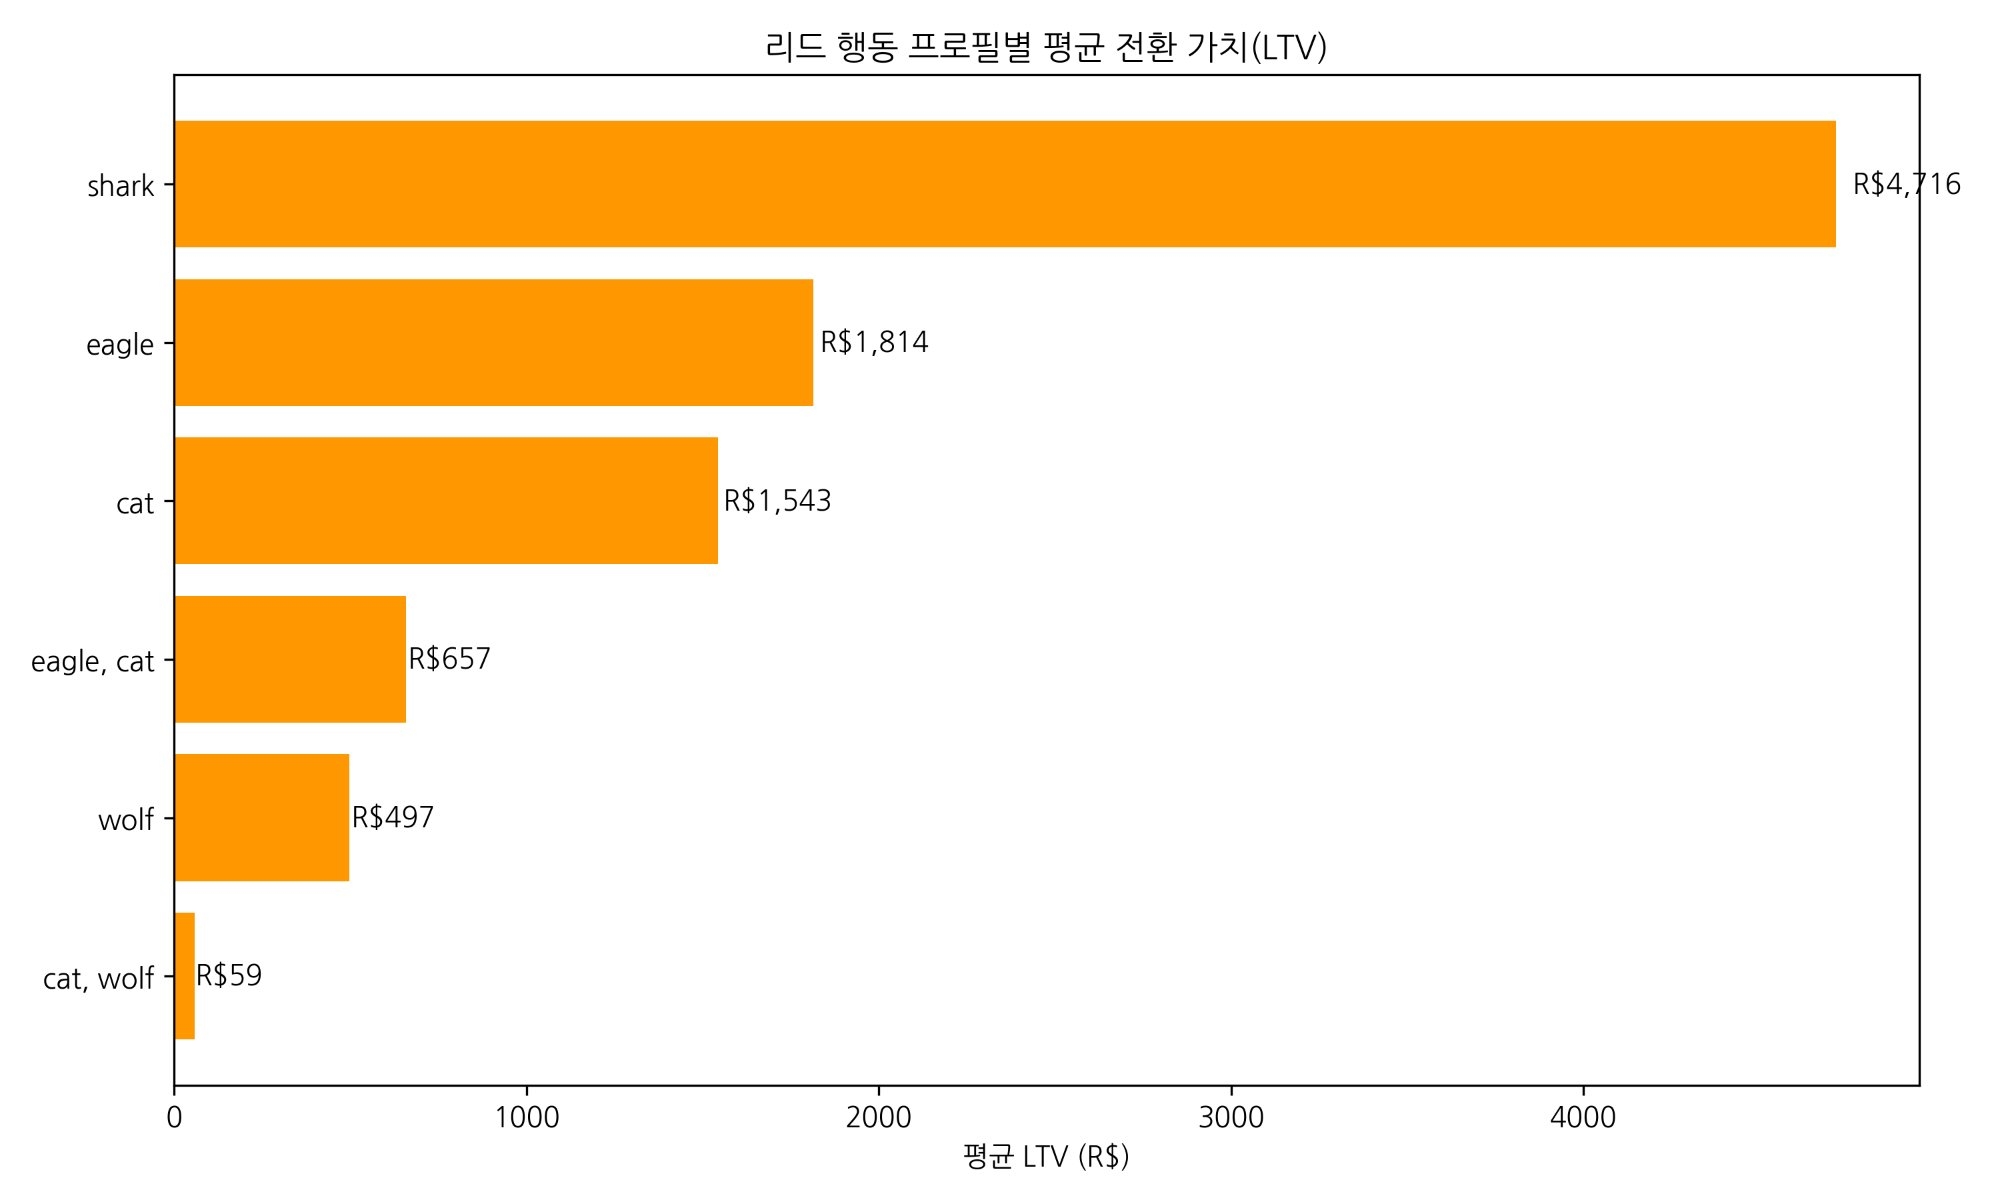 리드 행동 프로필별 평균 전환 가치(LTV)
shark R$4,716
eagle R$1,814
cat R$1,543
eagle, cat R$657
wolf R$497
cat, wolf R$59
0 1000 2000 3000 4000
평균 LTV (R$)